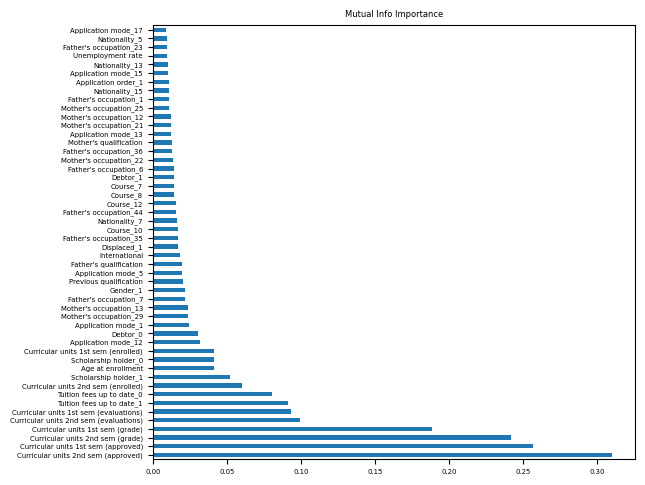 Mutual Info Importance
Application mode_17
Nationality_5
Father's occupation_23
Unemployment rate
Nationality_13
Application mode_15
Application order_1
Nationality_15
Father's occupation_1
Mother's occupation_25
Mother's occupation_12
Mother's occupation_21
Application mode_13
Mother's qualification
Father's occupation_36
Mother's occupation_22
Father's occupation_6
Debtor_1
Course_7
Course_8
Course_12
Father's occupation_44
Nationality_7
Course_10
Father's occupation_35
Displaced_1
International
Father's qualification
Application mode_5
Previous qualification
Gender_1
Father's occupation_7
Mother's occupation_13
Mother's occupation_29
Application mode_1
Debtor_0
Application mode_12
Curricular units 1st sem (enrolled)
Scholarship holder_0
Age at enrollment
Scholarship holder_1
Curricular units 2nd sem (enrolled)
Tuition fees up to date_0
Tuition fees up to date_1
Curricular units 1st sem (evaluations)
Curricular units 2nd sem (evaluations)
Curricular units 1st sem (grade)
Curricular units 2nd sem (grade)
Curricular units 1st sem (approved)
Curricular units 2nd sem (approved)
0.00 0.05 0.10 0.15 0.20 0.25 0.30